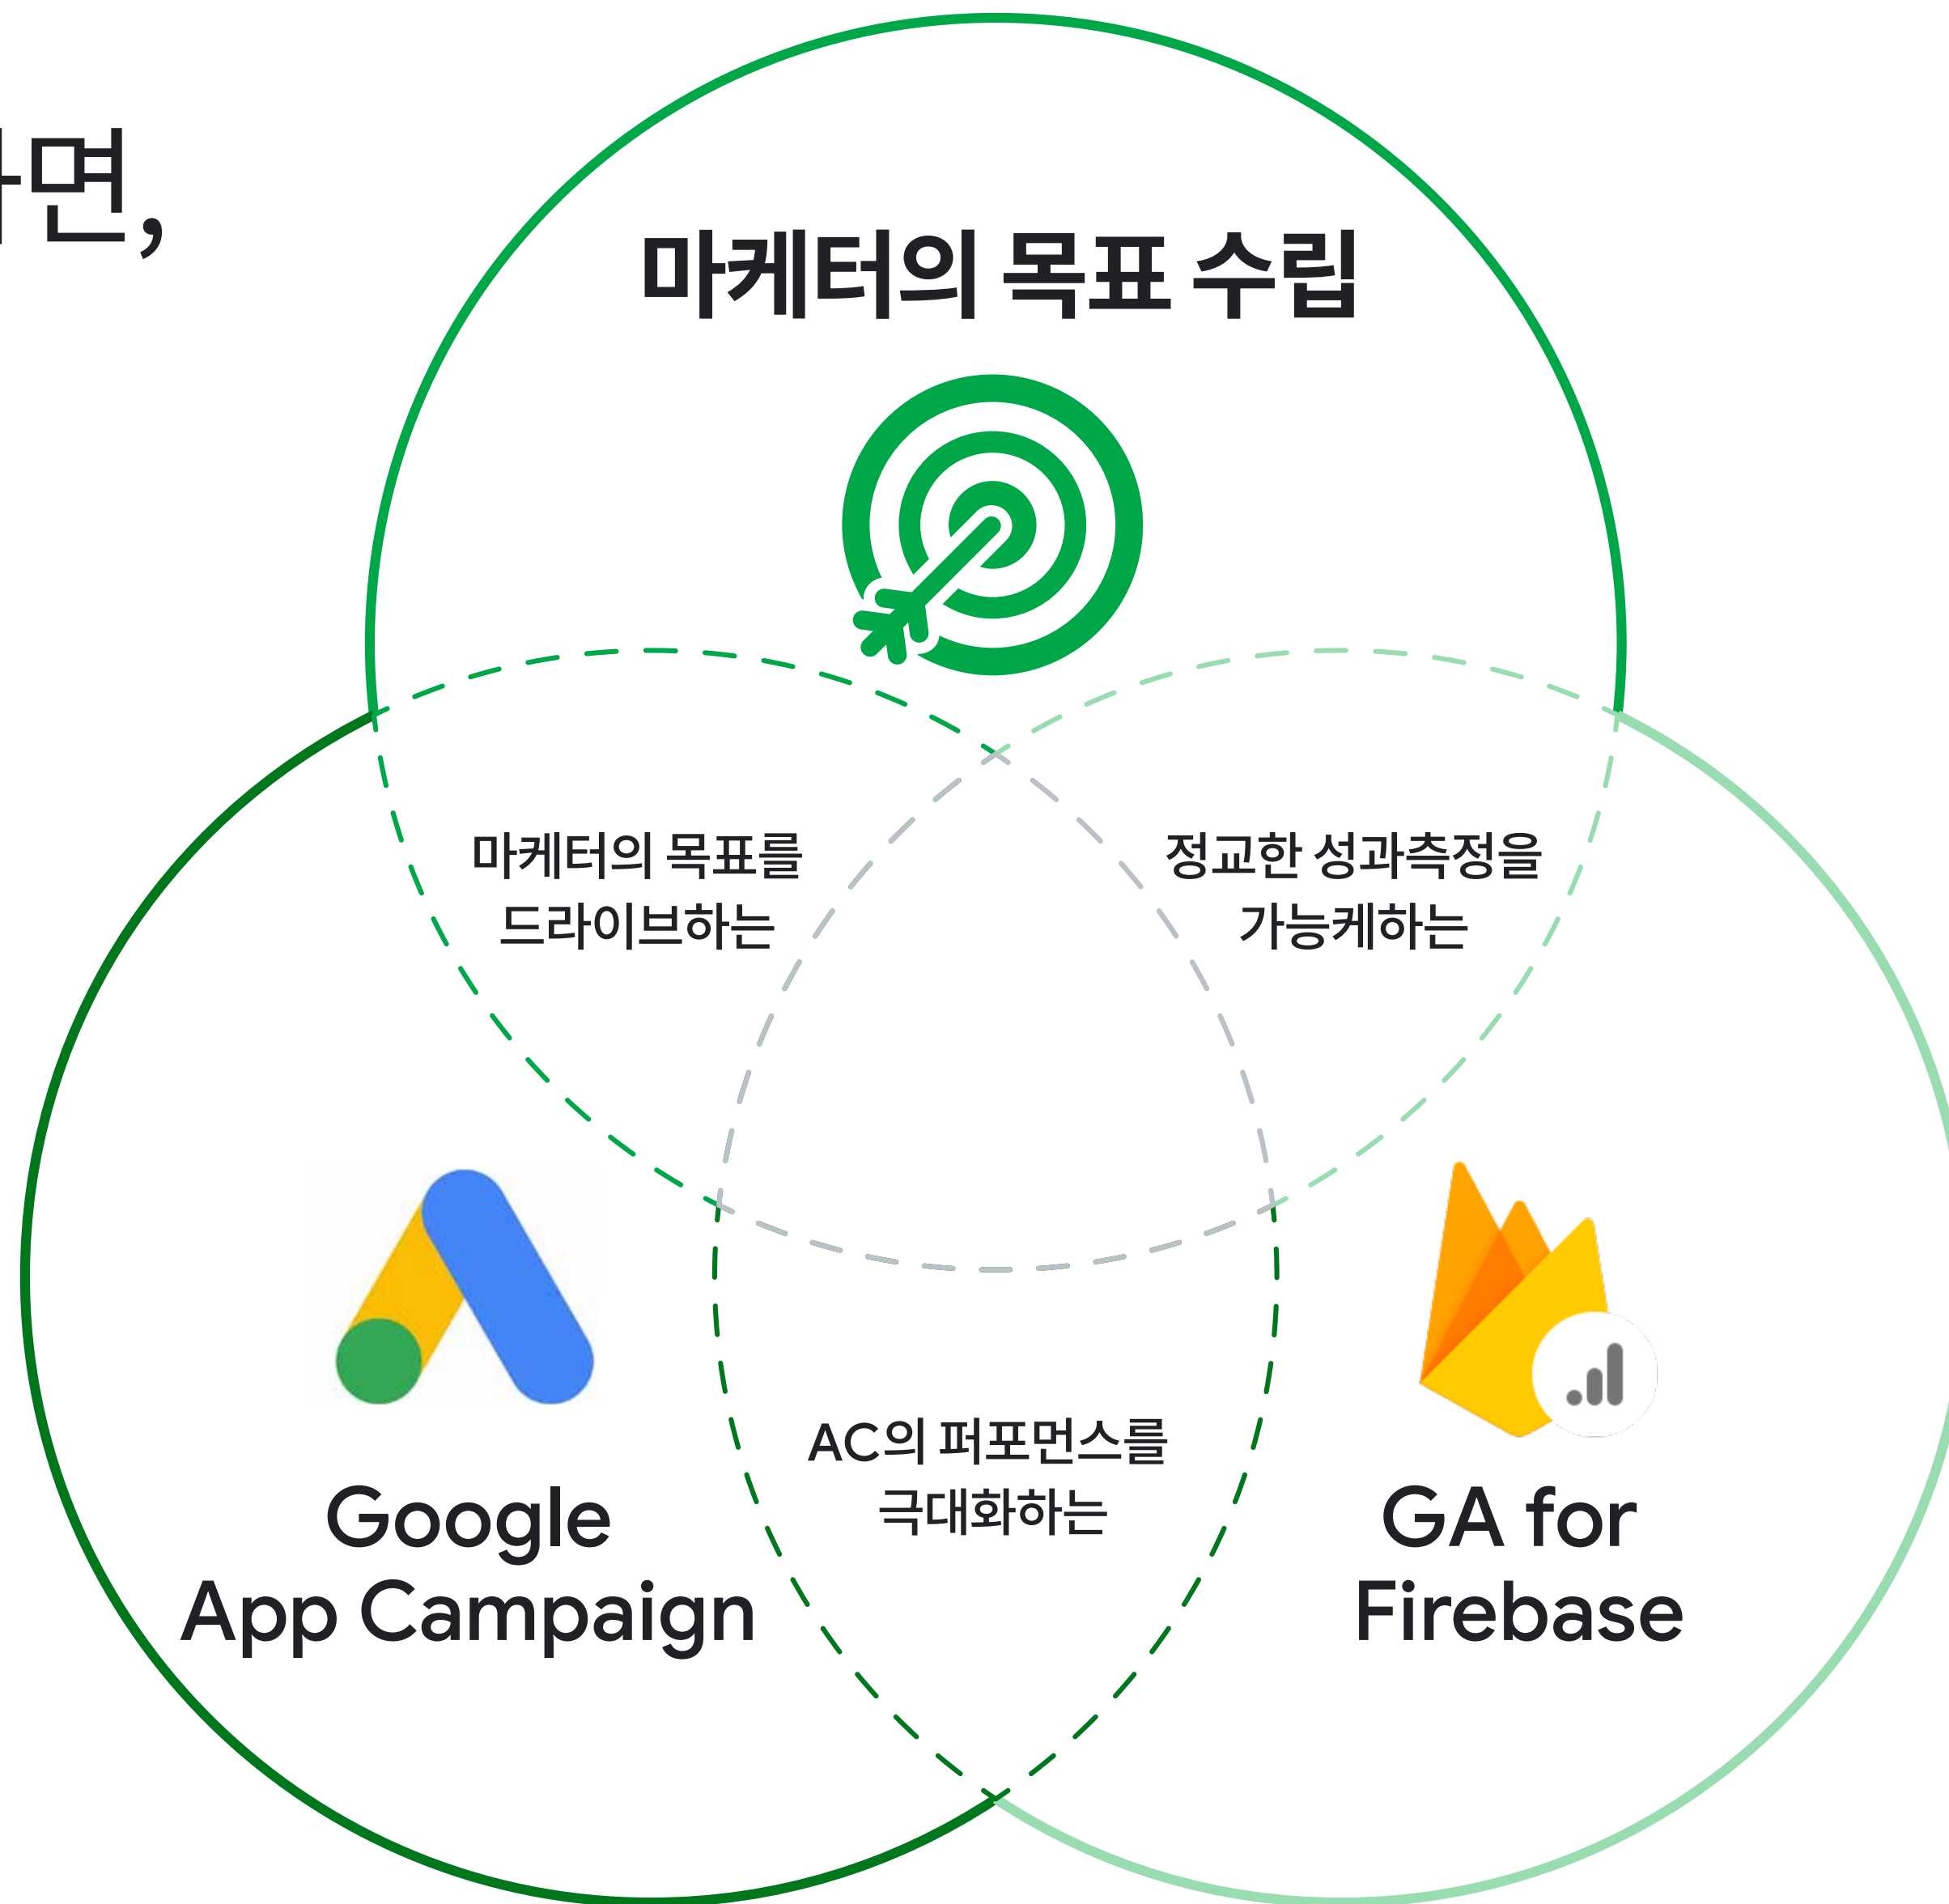 면,
마케터의 목표 수립
마케터의 목표를
드라이브하는
정교한 성과측정을
가능케하는
AC의 퍼포먼스를
극대화하는
Google
App Campaign
GA for
Firebase